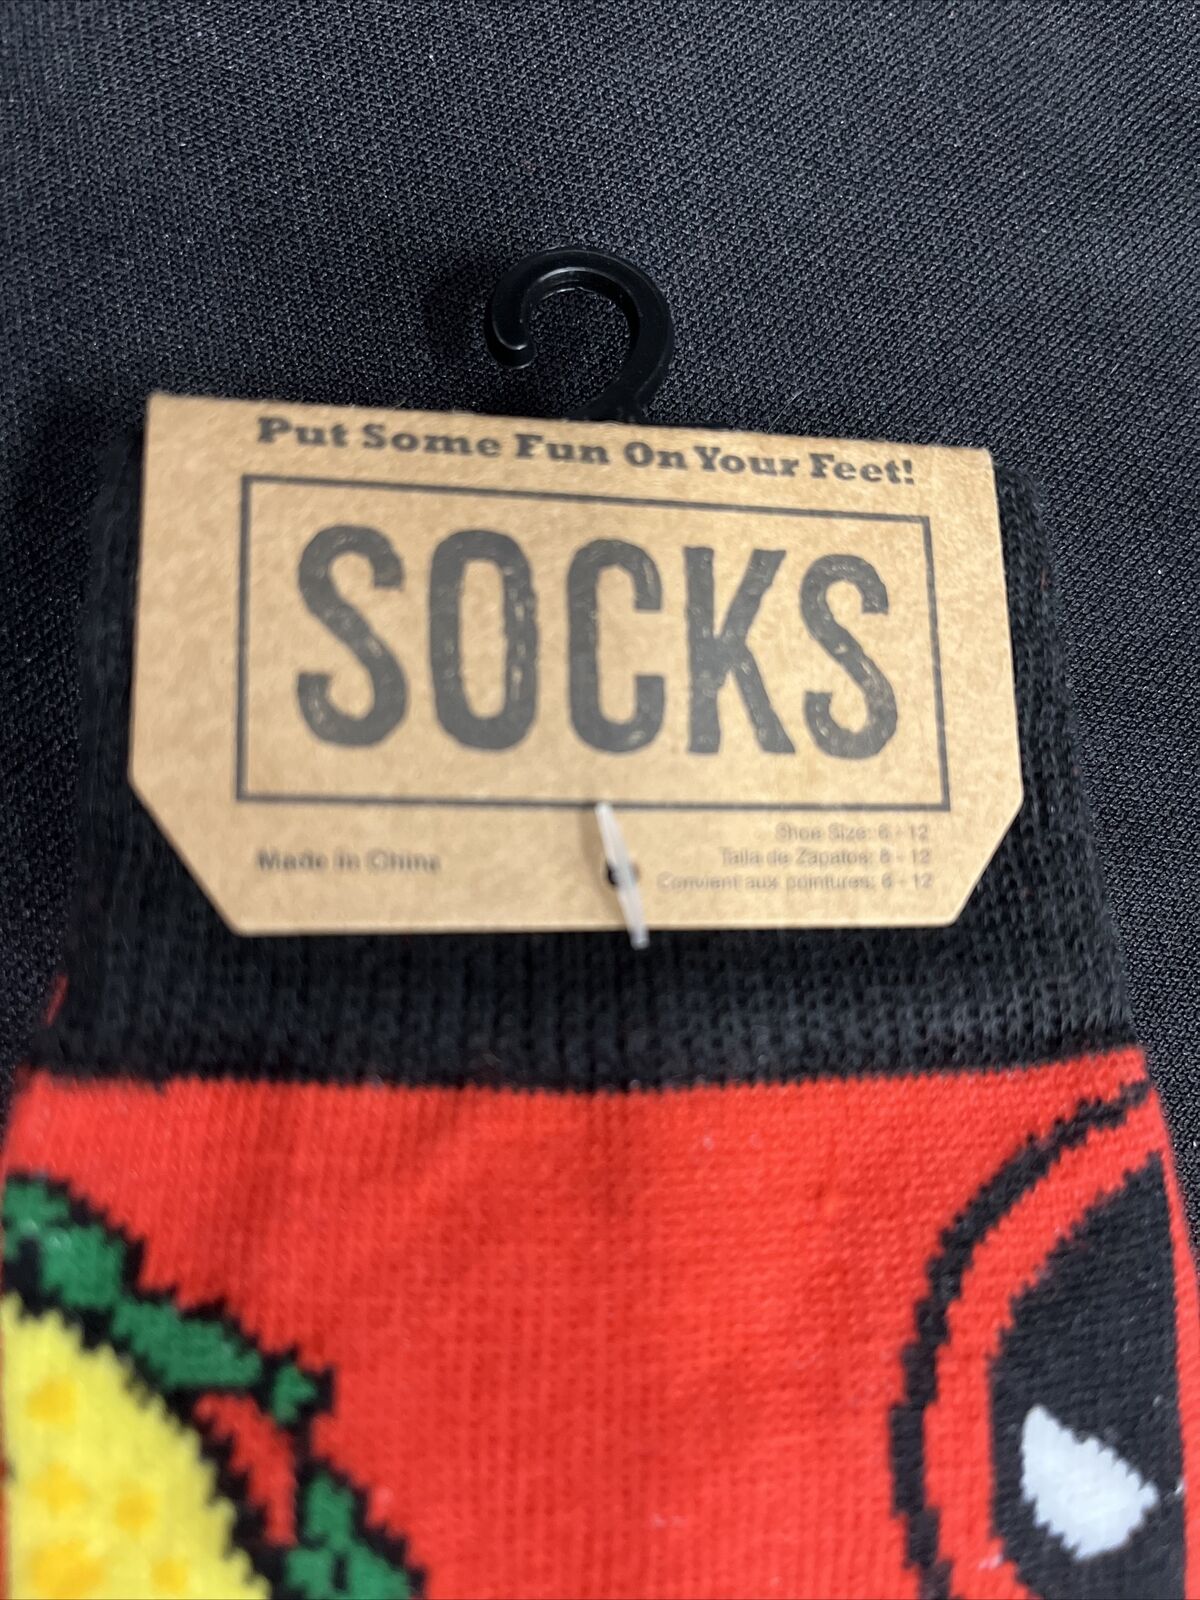 Put Some Fun On Your Feet!
SOCKS
Made in China
Shoe Size: 6 - 12
Talla de Zapatos: 6 - 12
Convient aux pointures: 6 - 12